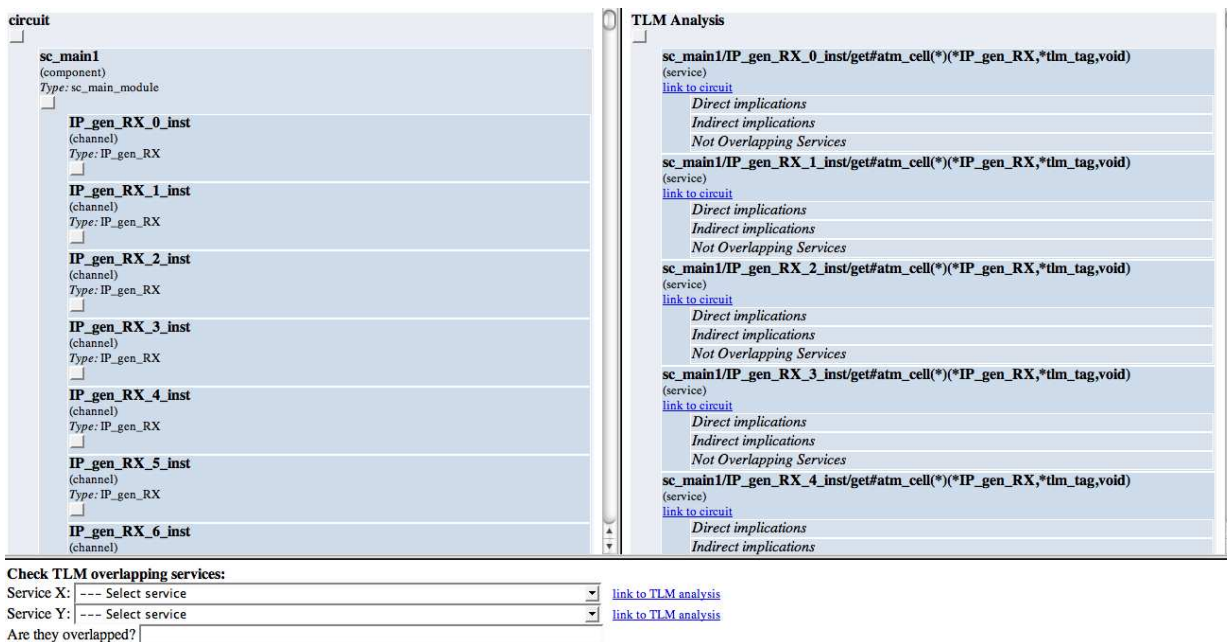 circuit
sc_main1
(component)
Type: sc_main_module
IP_gen_RX_0_inst
(channel)
Type: IP_gen_RX
IP_gen_RX_1_inst
(channel)
Type: IP_gen_RX
IP_gen_RX_2_inst
(channel)
Type: IP_gen_RX
IP_gen_RX_3_inst
(channel)
Type: IP_gen_RX
IP_gen_RX_4_inst
(channel)
Type: IP_gen_RX
IP_gen_RX_5_inst
(channel)
Type: IP_gen_RX
IP_gen_RX_6_inst
(channel)
TLM Analysis
sc_main1/IP_gen_RX_0_inst/get#atm_cell(*)(*IP_gen_RX,*tlm_tag,void)
(service)
link to circuit
Direct implications
Indirect implications
Not Overlapping Services
sc_main1/IP_gen_RX_1_inst/get#atm_cell(*)(*IP_gen_RX,*tlm_tag,void)
(service)
link to circuit
Direct implications
Indirect implications
Not Overlapping Services
sc_main1/IP_gen_RX_2_inst/get#atm_cell(*)(*IP_gen_RX,*tlm_tag,void)
(service)
link to circuit
Direct implications
Indirect implications
Not Overlapping Services
sc_main1/IP_gen_RX_3_inst/get#atm_cell(*)(*IP_gen_RX,*tlm_tag,void)
(service)
link to circuit
Direct implications
Indirect implications
Not Overlapping Services
sc_main1/IP_gen_RX_4_inst/get#atm_cell(*)(*IP_gen_RX,*tlm_tag,void)
(service)
link to circuit
Direct implications
Indirect implications
Check TLM overlapping services:
Service X: --- Select service link to TLM analysis
Service Y: --- Select service link to TLM analysis
Are they overlapped?